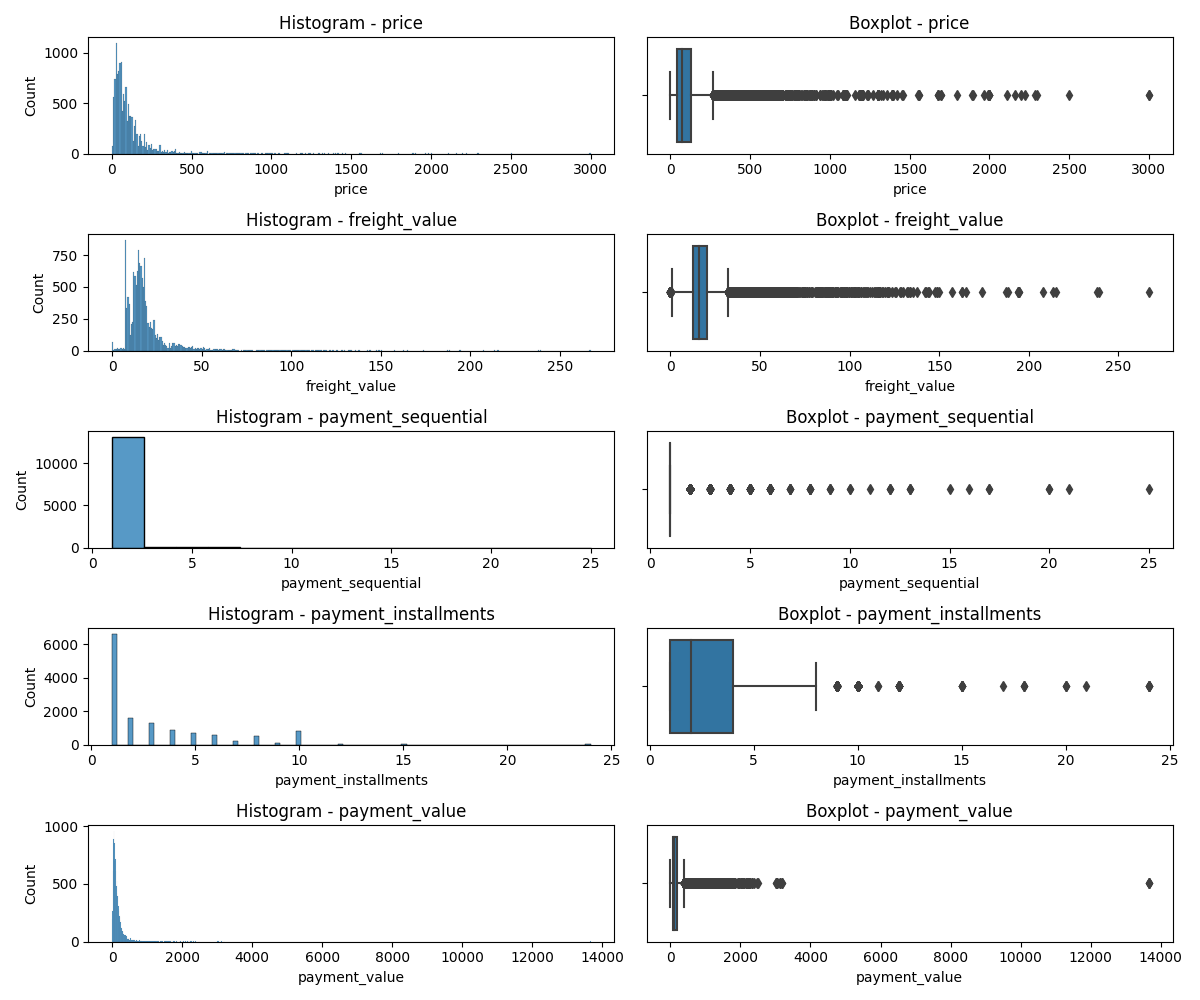 Histogram - price
Boxplot - price
1000
500
0
Count
0 500 1000 1500 2000 2500 3000
price
0 500 1000 1500 2000 2500 3000
price
Histogram - freight_value
Boxplot - freight_value
750
500
250
0
Count
0 50 100 150 200 250
freight_value
0 50 100 150 200 250
freight_value
Histogram - payment_sequential
Boxplot - payment_sequential
10000
5000
0
Count
0 5 10 15 20 25
payment_sequential
0 5 10 15 20 25
payment_sequential
Histogram - payment_installments
Boxplot - payment_installments
6000
4000
2000
0
Count
0 5 10 15 20 25
payment_installments
0 5 10 15 20 25
payment_installments
Histogram - payment_value
Boxplot - payment_value
1000
500
0
Count
0 2000 4000 6000 8000 10000 12000 14000
payment_value
0 2000 4000 6000 8000 10000 12000 14000
payment_value